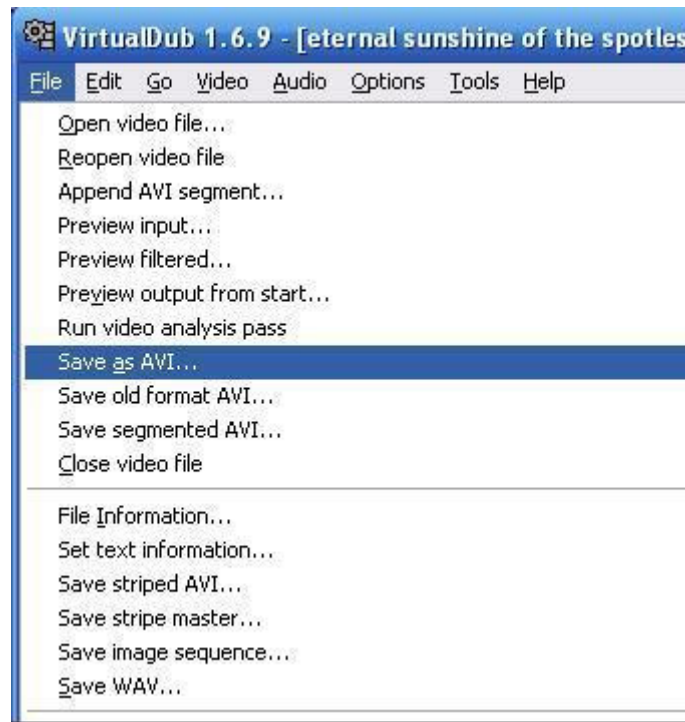 VirtualDub 1.6.9 - [eternal sunshine of the spotles
File Edit Go Video Audio Options Tools Help
Open video file...
Reopen video file
Append AVI segment...
Preview input...
Preview filtered...
Preview output from start...
Run video analysis pass
Save as AVI...
Save old format AVI...
Save segmented AVI...
Close video file
File Information...
Set text information...
Save striped AVI...
Save stripe master...
Save image sequence...
Save WAV...